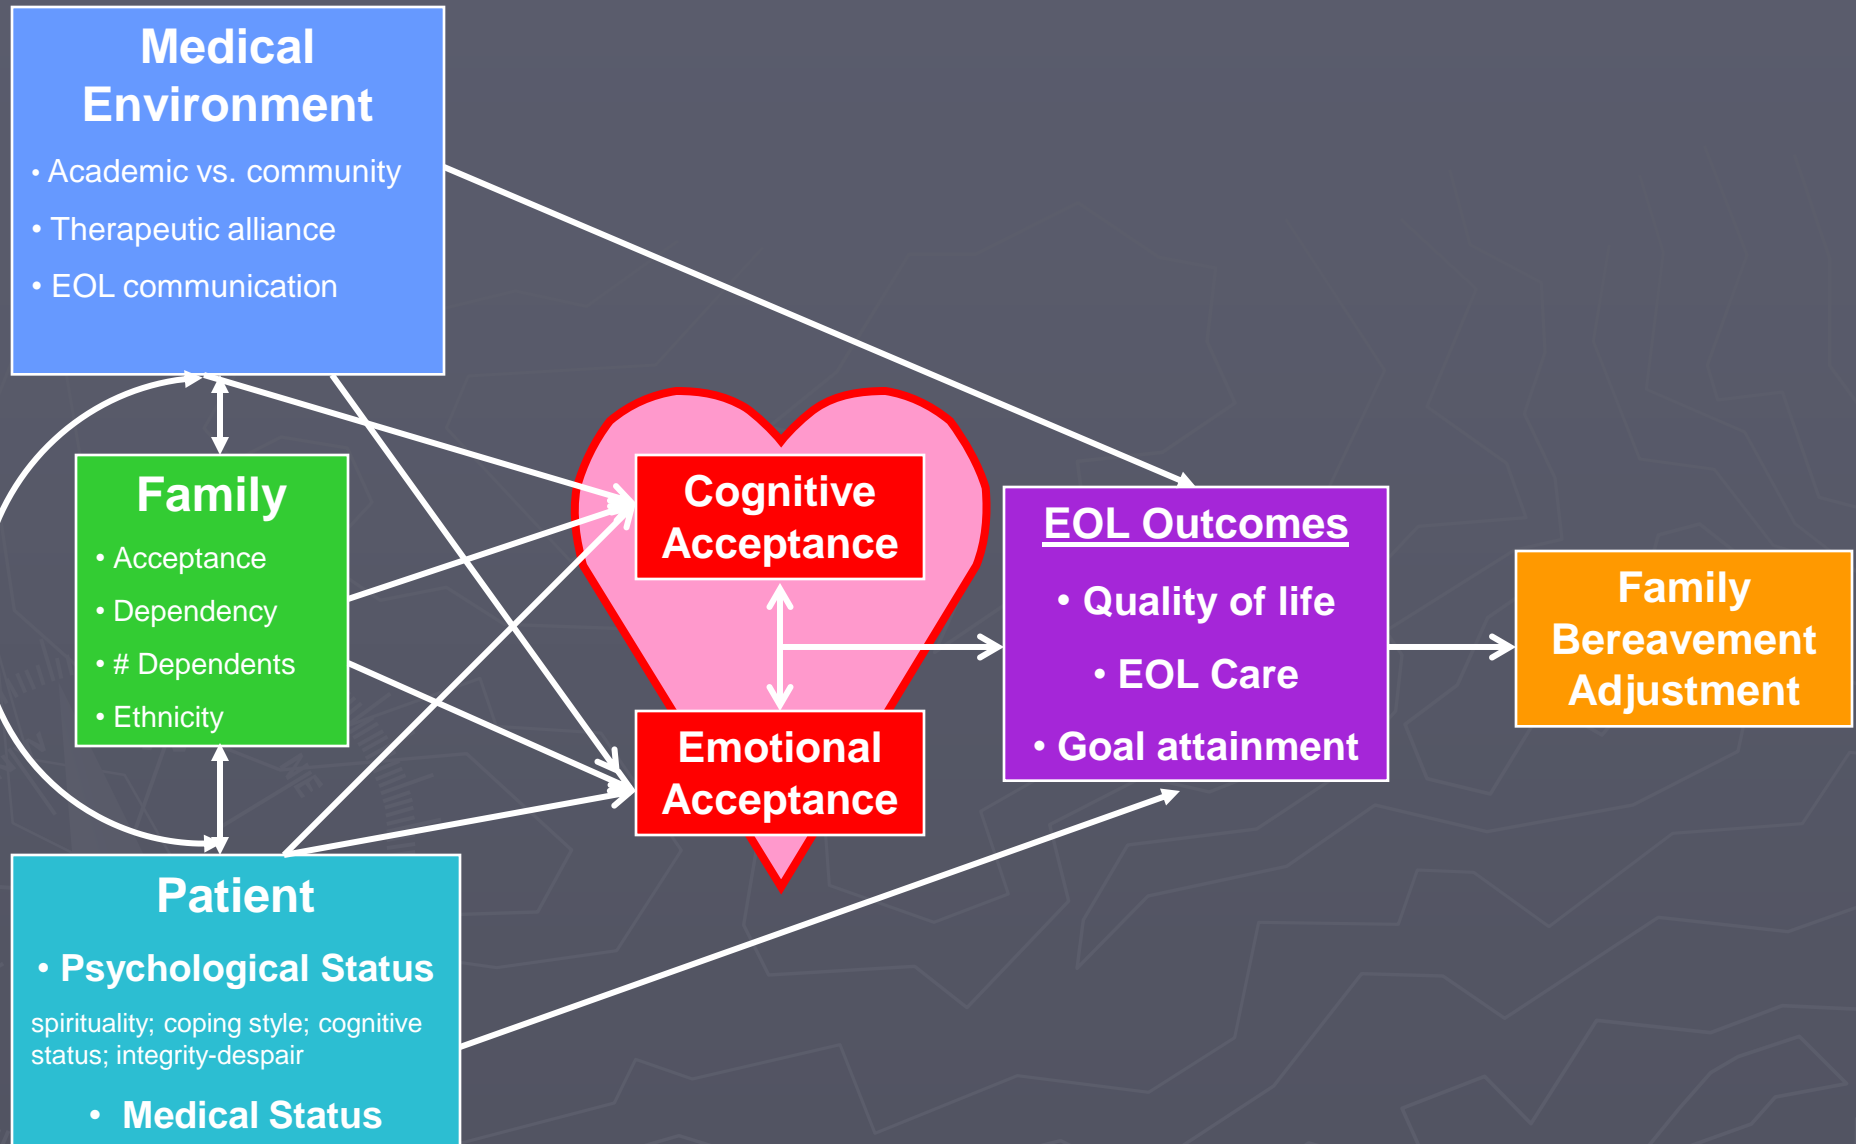 Medical
Environment
• Academic vs. community
• Therapeutic alliance
• EOL communication
Family
• Acceptance
• Dependency
• # Dependents
• Ethnicity
Patient
• Psychological Status
spirituality; coping style; cognitive
status; integrity-despair
• Medical Status
Cognitive
Acceptance
Emotional
Acceptance
EOL Outcomes
• Quality of life
• EOL Care
• Goal attainment
Family
Bereavement
Adjustment